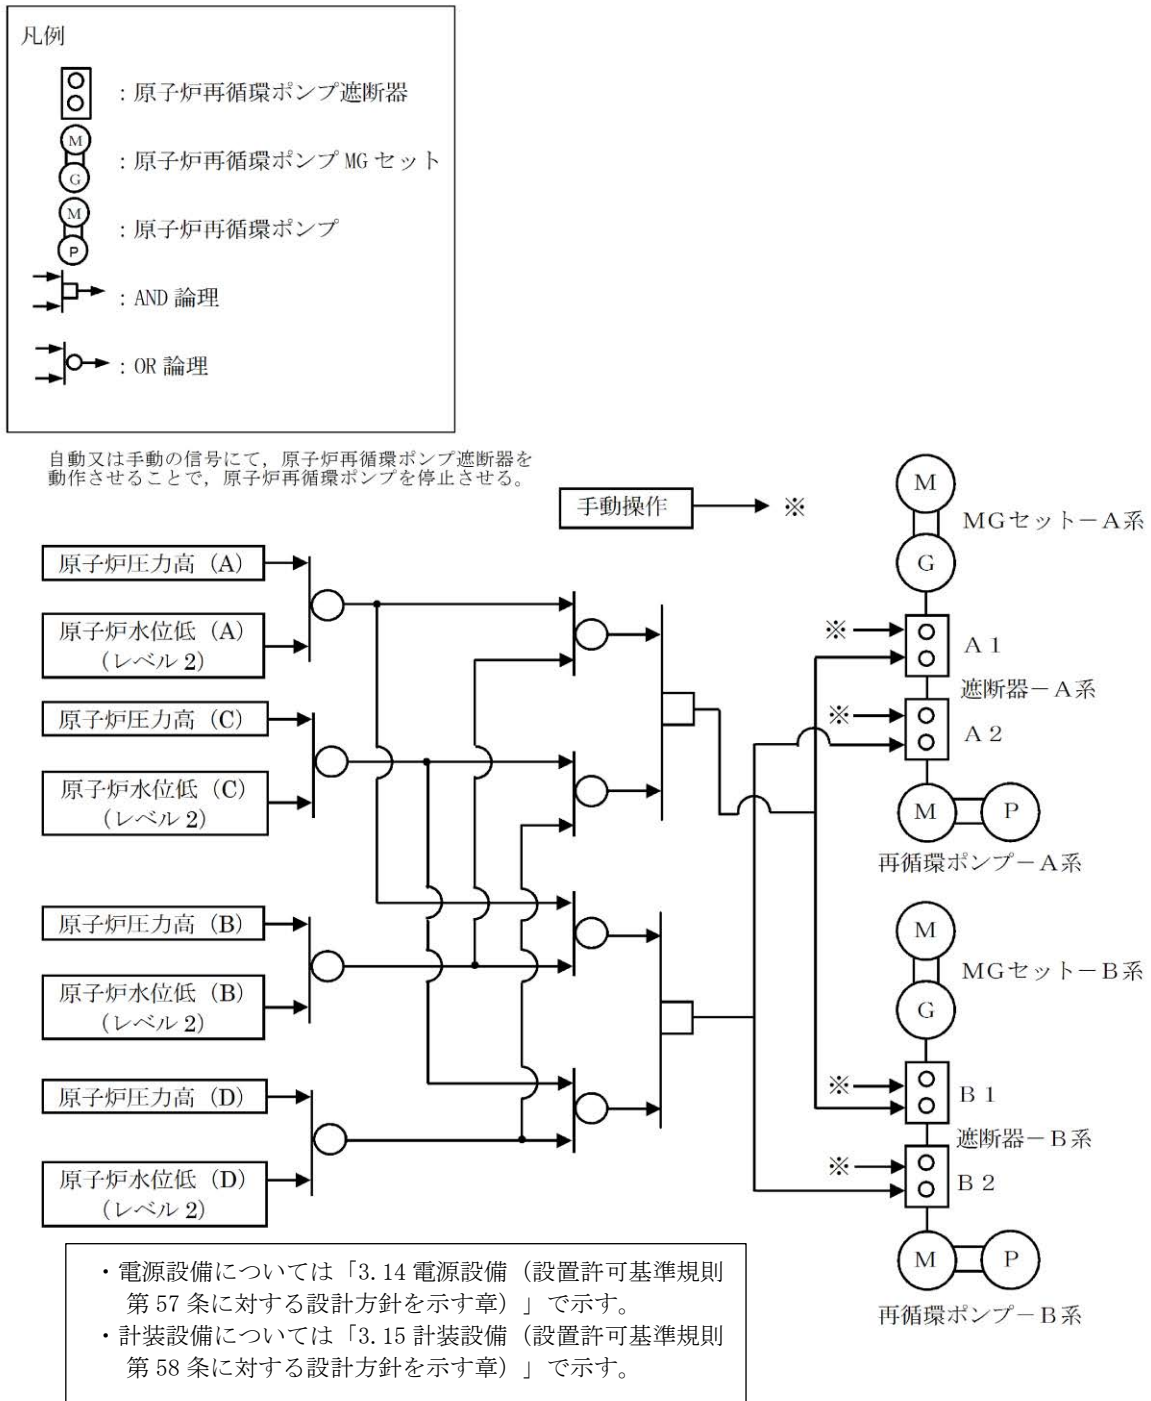 凡例
：原子炉再循環ポンプ遮断器
M
G
：原子炉再循環ポンプ MG セット
M
P
：原子炉再循環ポンプ
：AND 論理
：OR 論理
自動又は手動の信号にて，原子炉再循環ポンプ遮断器を
動作させることで，原子炉再循環ポンプを停止させる。
手動操作
※
M
G
MGセット－A系
原子炉圧力高（A）
原子炉水位低（A）
（レベル 2）
原子炉圧力高（C）
原子炉水位低（C）
（レベル 2）
原子炉圧力高（B）
原子炉水位低（B）
（レベル 2）
原子炉圧力高（D）
原子炉水位低（D）
（レベル 2）
※
A１
遮断器－A系
※
A２
M
P
再循環ポンプ－A系
M
G
MGセット－B系
※
B１
遮断器－B系
※
B２
M
P
再循環ポンプ－B系
・電源設備については「3.14 電源設備（設置許可基準規則
第 57 条に対する設計方針を示す章）」で示す。
・計装設備については「3.15 計装設備（設置許可基準規則
第 58 条に対する設計方針を示す章）」で示す。